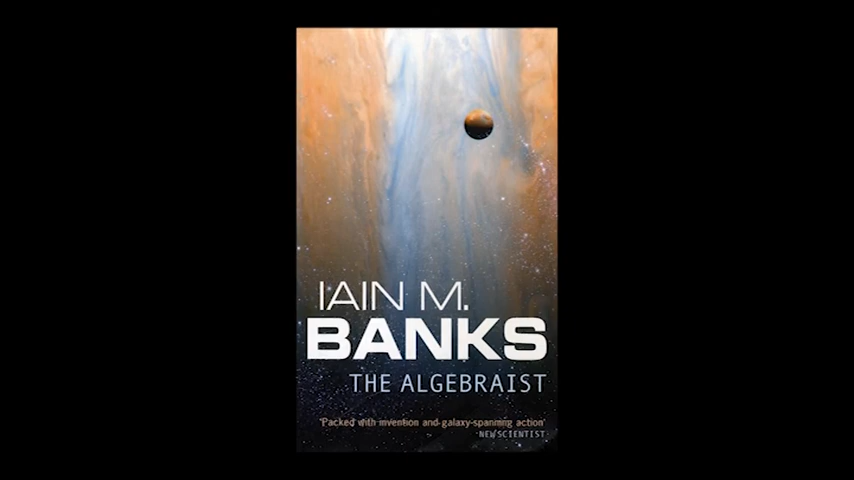 IAIN M.
BANKS
THE ALGEBRAIST
'Packed with invention and galaxy-spanning action'
NEW SCIENTIST